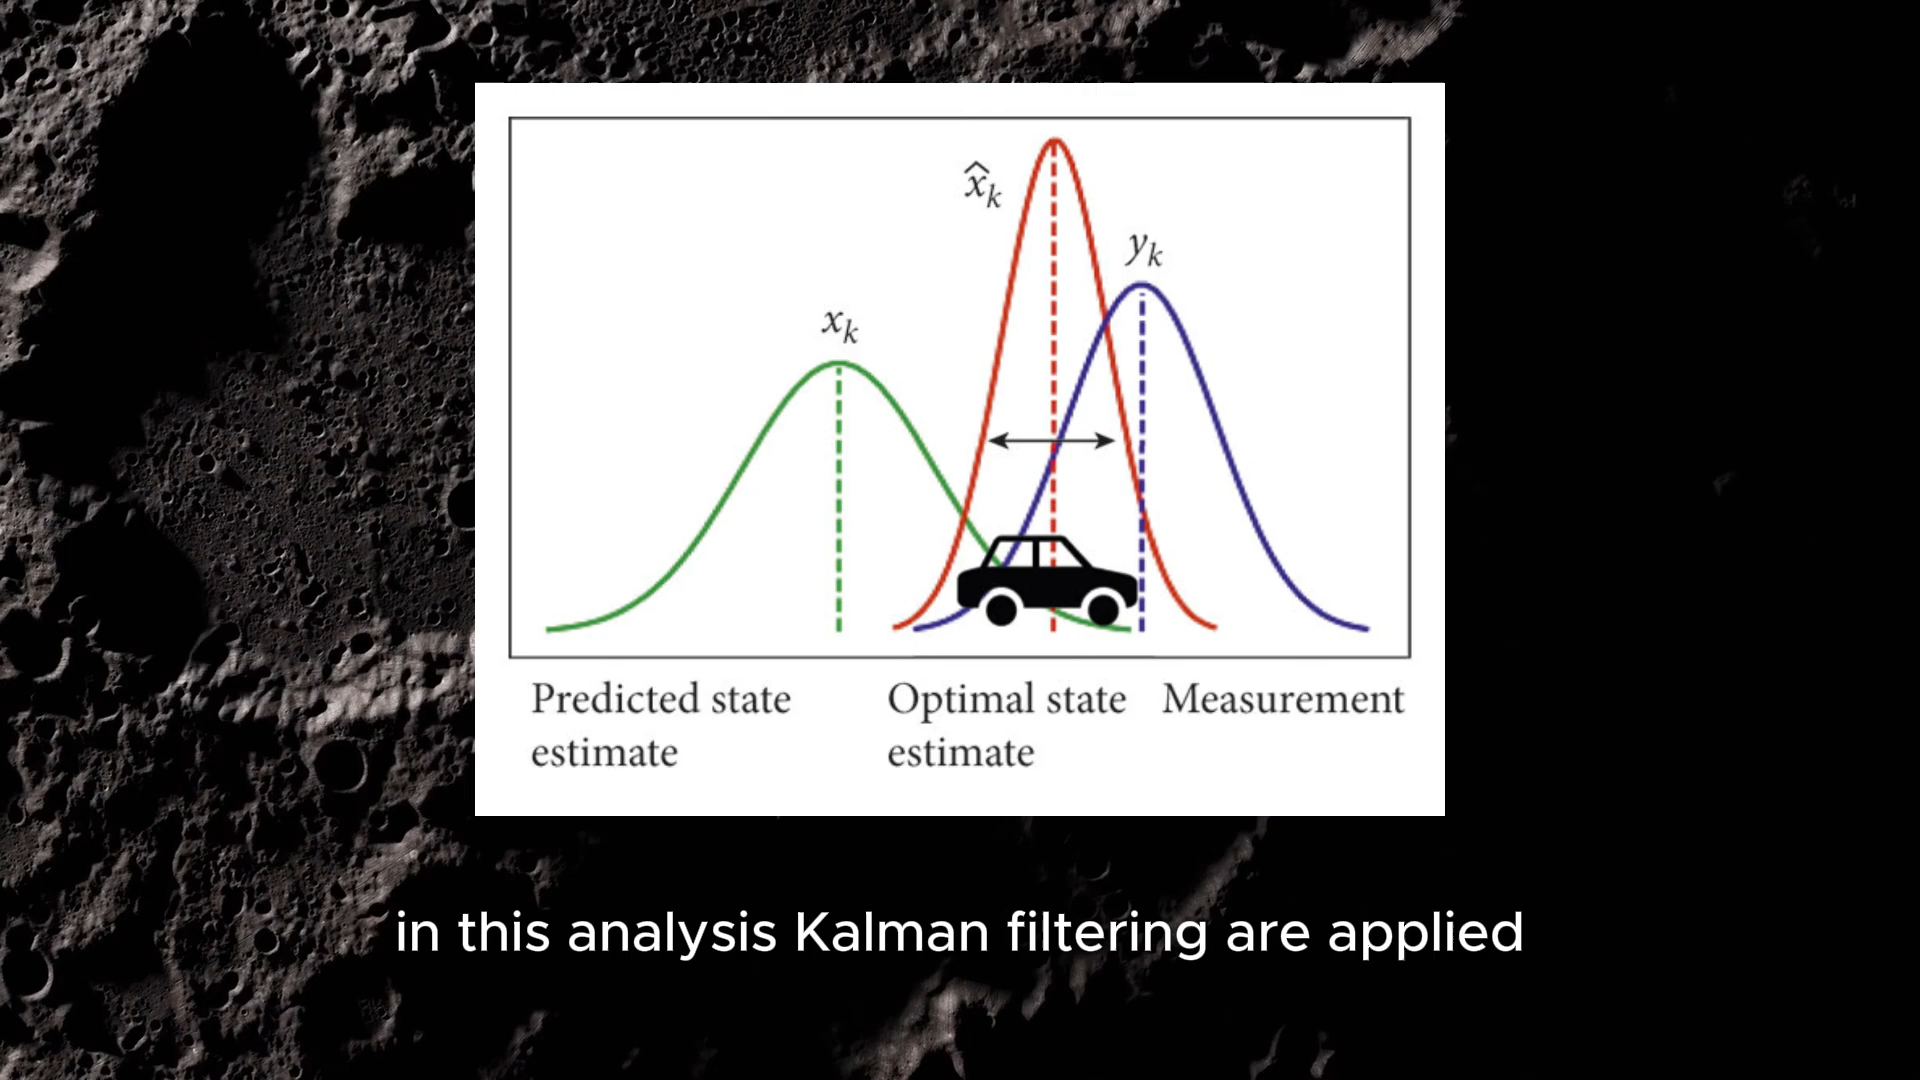 x̂ₖ
yₖ
xₖ
Predicted state
estimate
Optimal state
estimate
Measurement
in this analysis Kalman filtering are applied